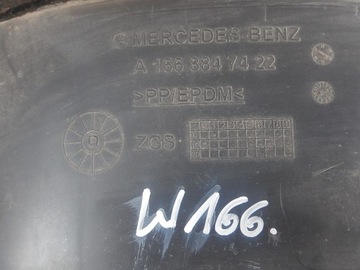 MERCEDES-BENZ
A 166 884 74 22
>PP/EPDM<
ZGS
W166.